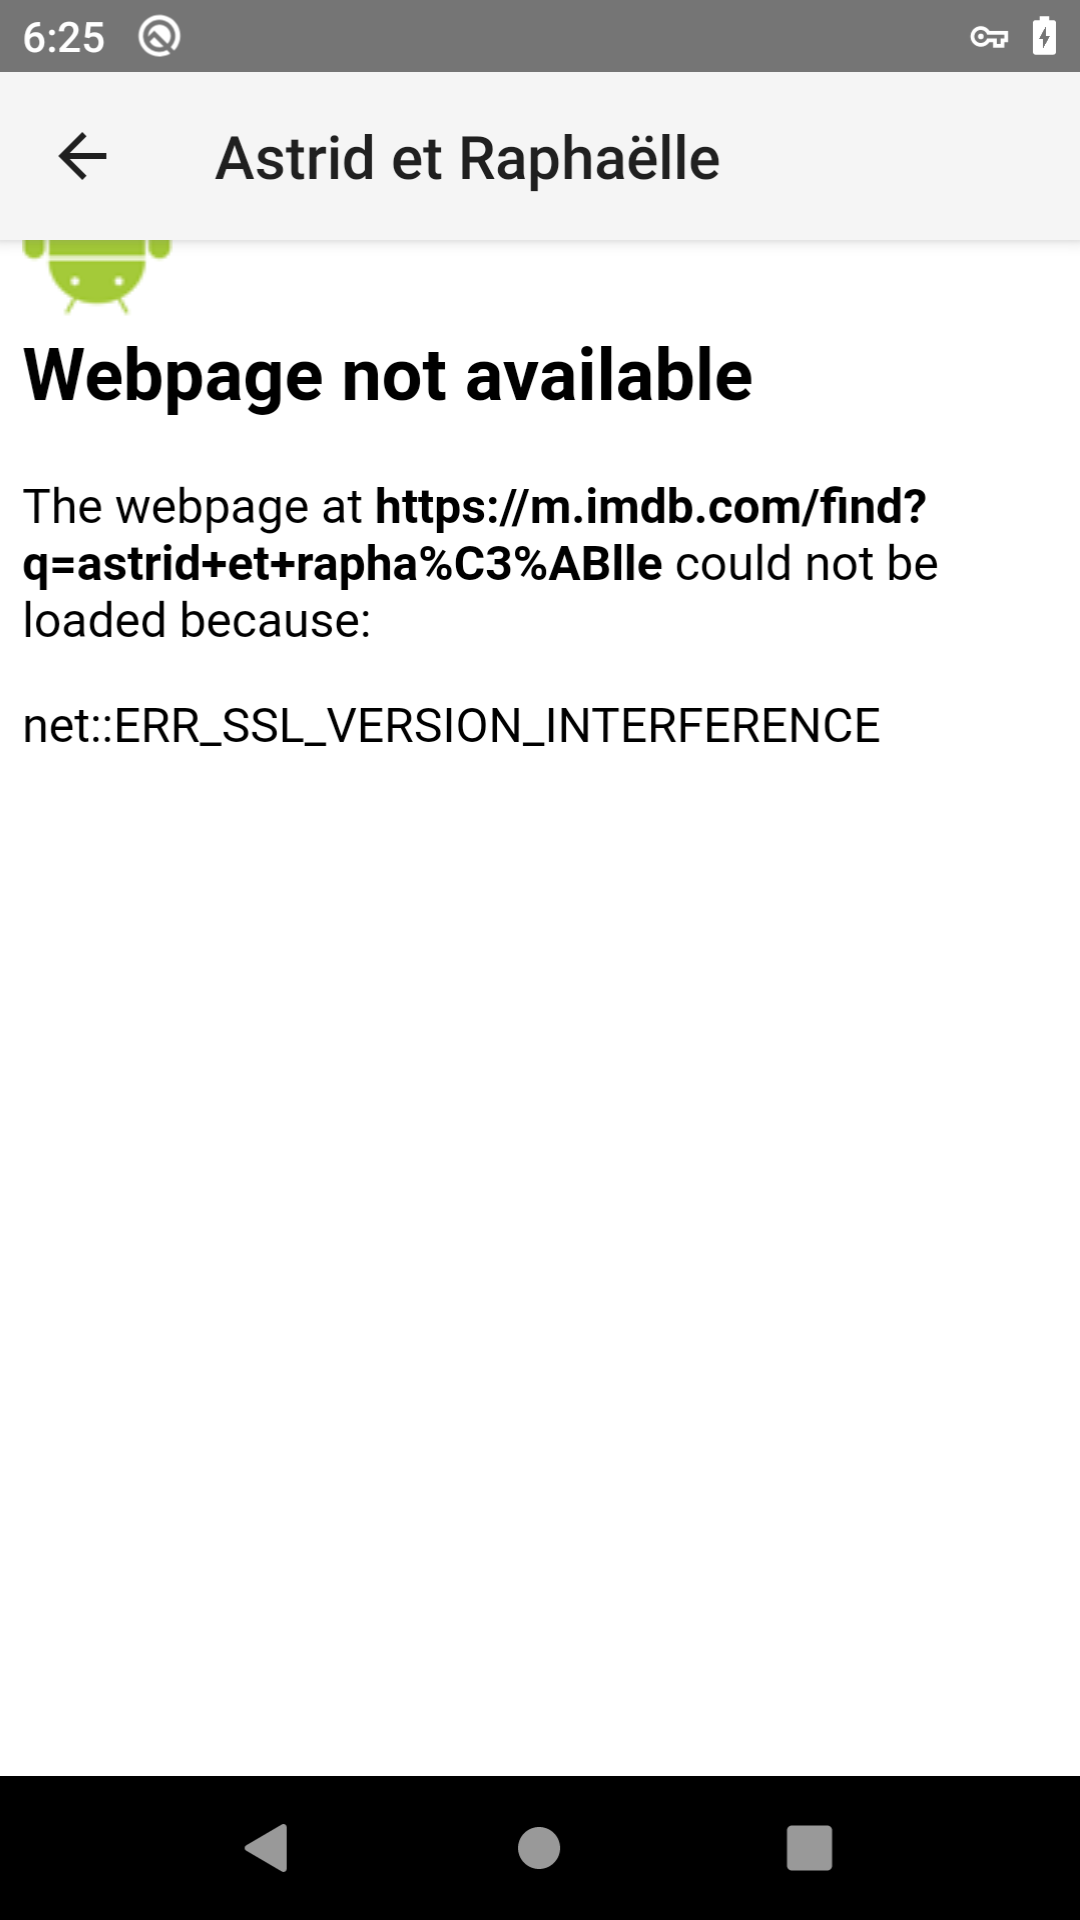 6:25
Astrid et Raphaëlle
Webpage not available
The webpage at https://m.imdb.com/find?
q=astrid+et+rapha%C3%ABlle could not be
loaded because:
net::ERR_SSL_VERSION_INTERFERENCE